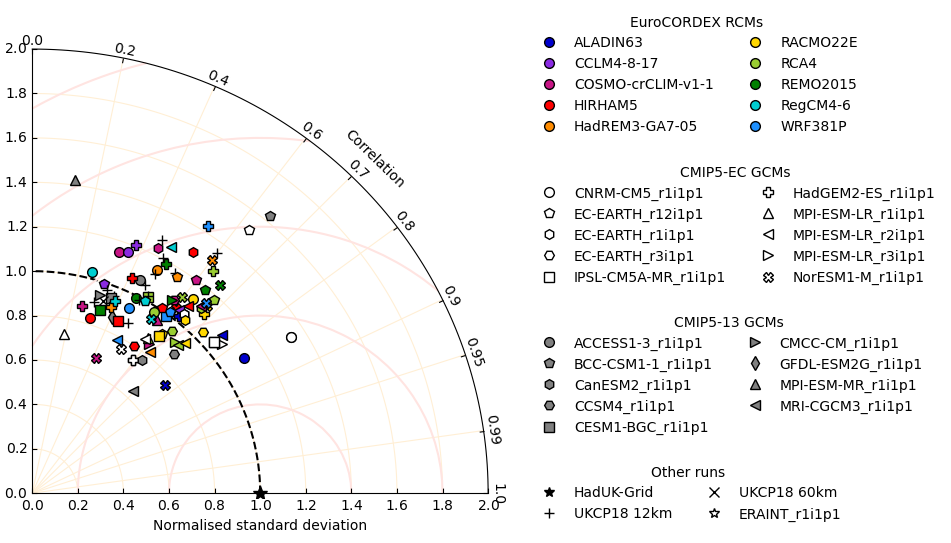 EuroCORDEX RCMs
ALADIN63
RACMO22E
CCLM4-8-17
RCA4
COSMO-crCLIM-v1-1
REMO2015
HIRHAM5
RegCM4-6
HadREM3-GA7-05
WRF381P
CMIP5-EC GCMs
CNRM-CM5_r1i1p1
HadGEM2-ES_r1i1p1
EC-EARTH_r12i1p1
MPI-ESM-LR_r1i1p1
EC-EARTH_r1i1p1
MPI-ESM-LR_r2i1p1
EC-EARTH_r3i1p1
MPI-ESM-LR_r3i1p1
IPSL-CM5A-MR_r1i1p1
NorESM1-M_r1i1p1
CMIP5-13 GCMs
ACCESS1-3_r1i1p1
CMCC-CM_r1i1p1
BCC-CSM1-1_r1i1p1
GFDL-ESM2G_r1i1p1
CanESM2_r1i1p1
MPI-ESM-MR_r1i1p1
CCSM4_r1i1p1
MRI-CGCM3_r1i1p1
CESM1-BGC_r1i1p1
Other runs
HadUK-Grid
UKCP18 60km
UKCP18 12km
ERAINT_r1i1p1
2.0
1.8
1.6
1.4
1.2
1.0
0.8
0.6
0.4
0.2
0.0
0.0 0.2 0.4 0.6 0.8 1.0 1.2 1.4 1.6 1.8 2.0
Normalised standard deviation
0.0
0.2
0.4
0.6
Correlation
0.7
0.8
0.9
0.95
0.99
1.0